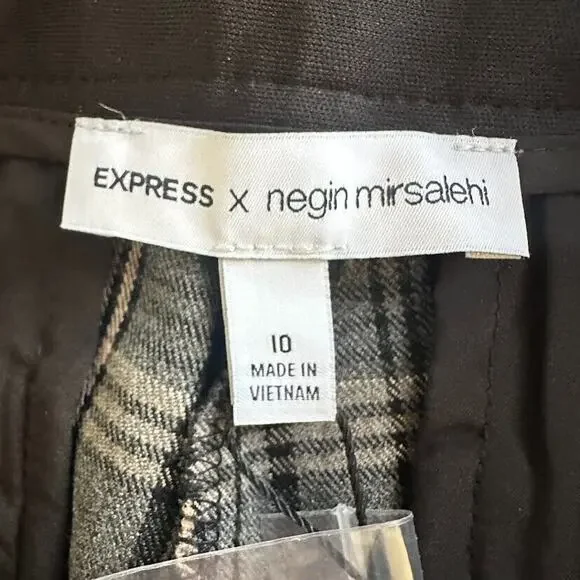 EXPRESS x negin mirsalehi
10
MADE IN
VIETNAM